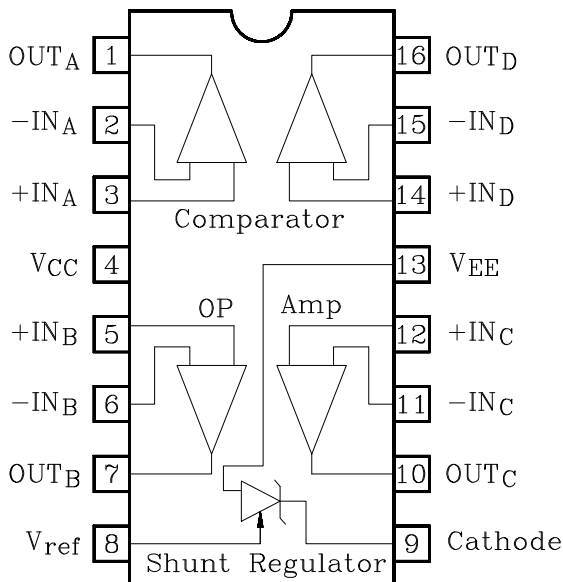 OUTA 1 16 OUTD
-INA 2 15 -IND
+INA 3 14 +IND
Comparator
VCC 4 13 VEE
OP Amp
+INB 5 12 +INC
-INB 6 11 -INC
OUTB 7 10 OUTC
Vref 8 9 Cathode
Shunt Regulator